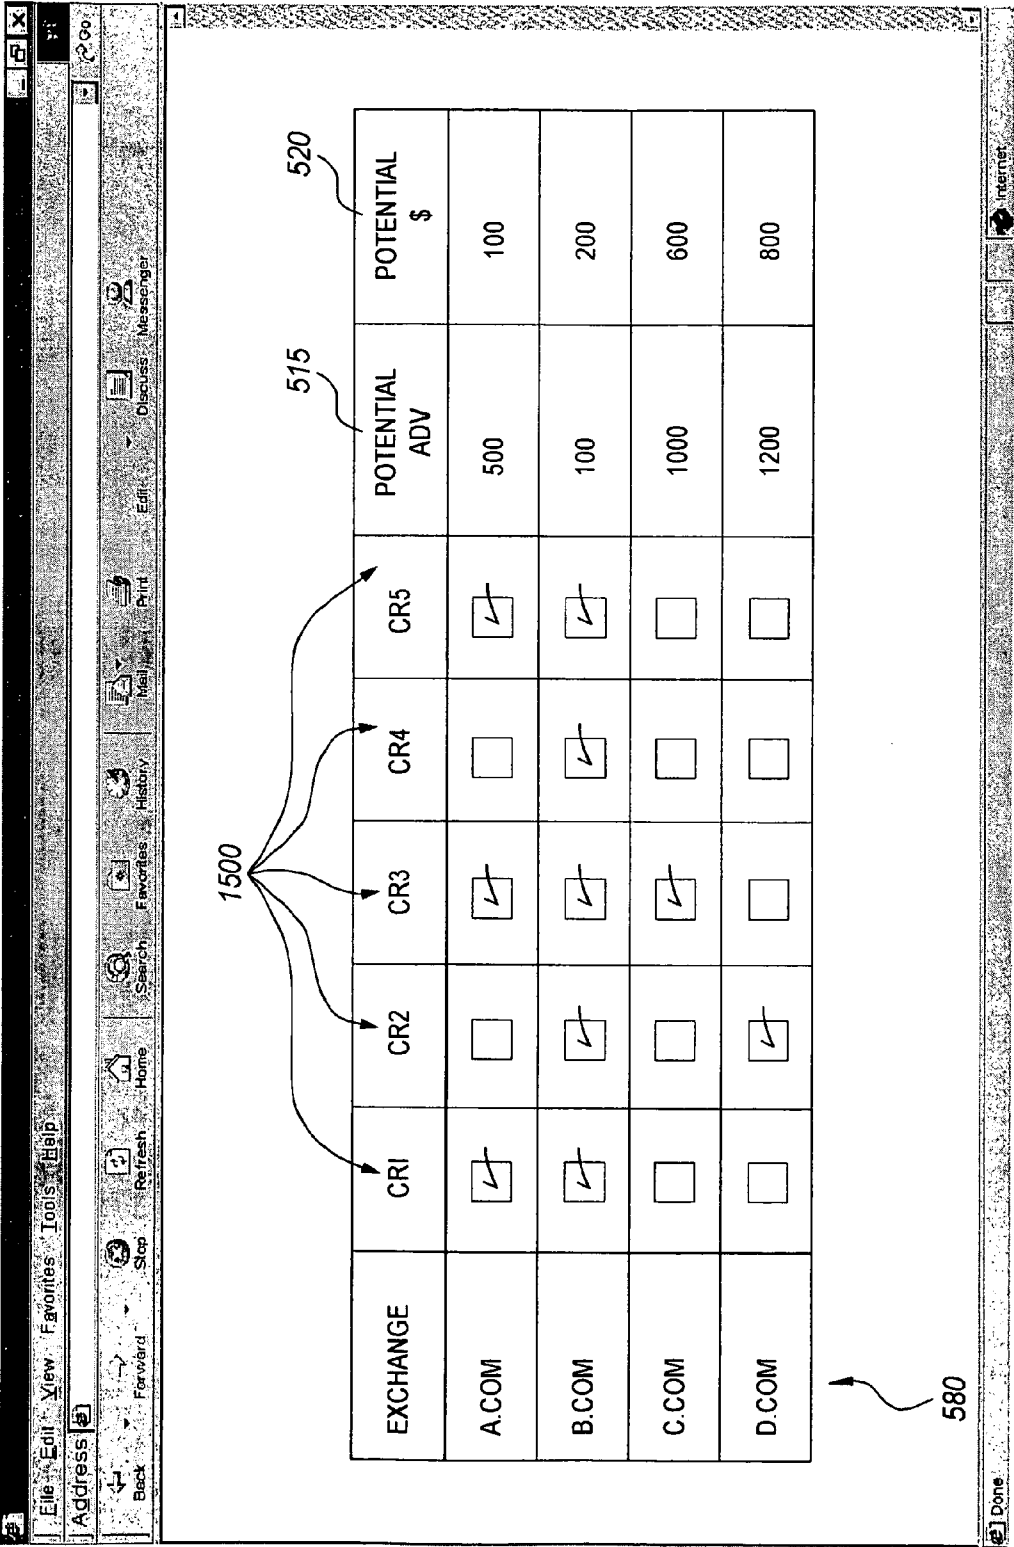 File Edit View Favorites Tools Help
Address Go
Back Forward Stop Refresh Home Search Favorites History Mail Print Edit Discuss Messenger
1500
515
520
EXCHANGE CR1 CR2 CR3 CR4 CR5 POTENTIAL ADV POTENTIAL $
A.COM 500 100
B.COM 100 200
C.COM 1000 600
D.COM 1200 800
580
Done Internet